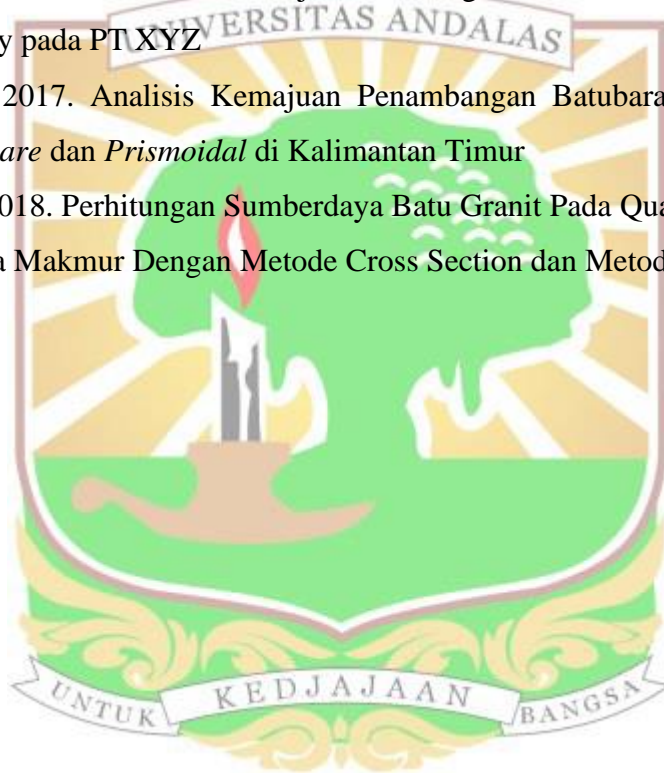 UNIVERSITAS ANDALAS
y pada PT XYZ
2017. Analisis Kemajuan Penambangan Batubara
are dan Prismoidal di Kalimantan Timur
018. Perhitungan Sumberdaya Batu Granit Pada Qua
a Makmur Dengan Metode Cross Section dan Metod
UNTUK KEDJAJAAN BANGSA